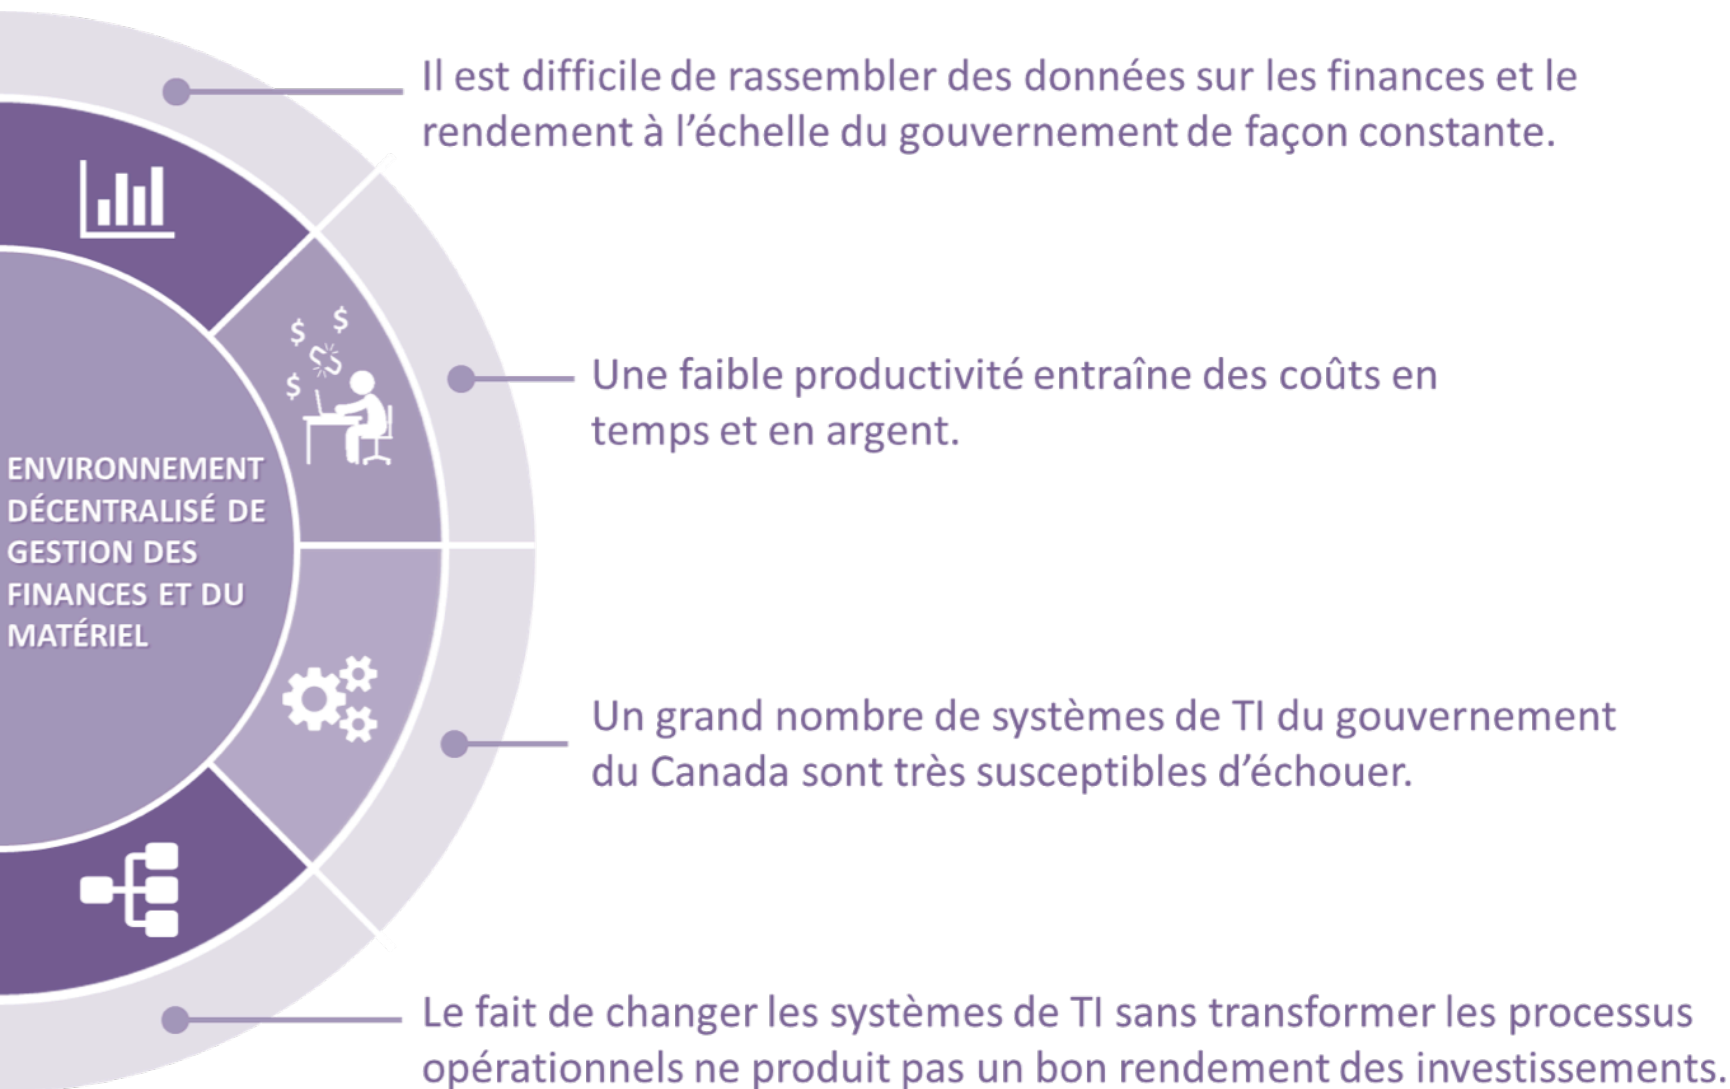 Il est difficile de rassembler des données sur les finances et le
rendement à l’échelle du gouvernement de façon constante.
$ $
$
Une faible productivité entraîne des coûts en
temps et en argent.
ENVIRONNEMENT
DÉCENTRALISÉ DE
GESTION DES
FINANCES ET DU
MATÉRIEL
Un grand nombre de systèmes de TI du gouvernement
du Canada sont très susceptibles d’échouer.
Le fait de changer les systèmes de TI sans transformer les processus
opérationnels ne produit pas un bon rendement des investissements.